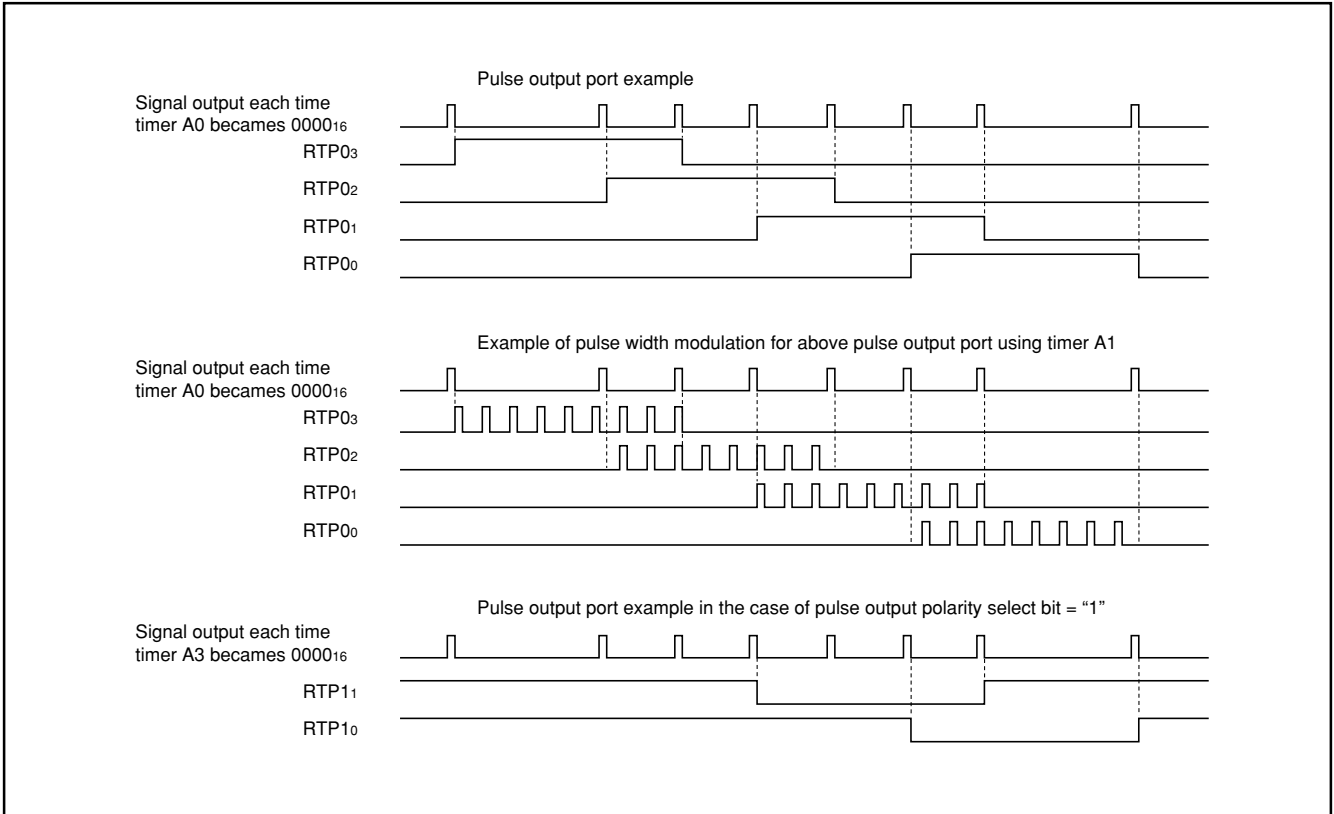 Pulse output port example
Signal output each time
timer A0 becames 0000₁₆
RTP0₃
RTP0₂
RTP0₁
RTP0₀
Example of pulse width modulation for above pulse output port using timer A1
Signal output each time
timer A0 becames 0000₁₆
RTP0₃
RTP0₂
RTP0₁
RTP0₀
Pulse output port example in the case of pulse output polarity select bit = “1”
Signal output each time
timer A3 becames 0000₁₆
RTP1₁
RTP1₀